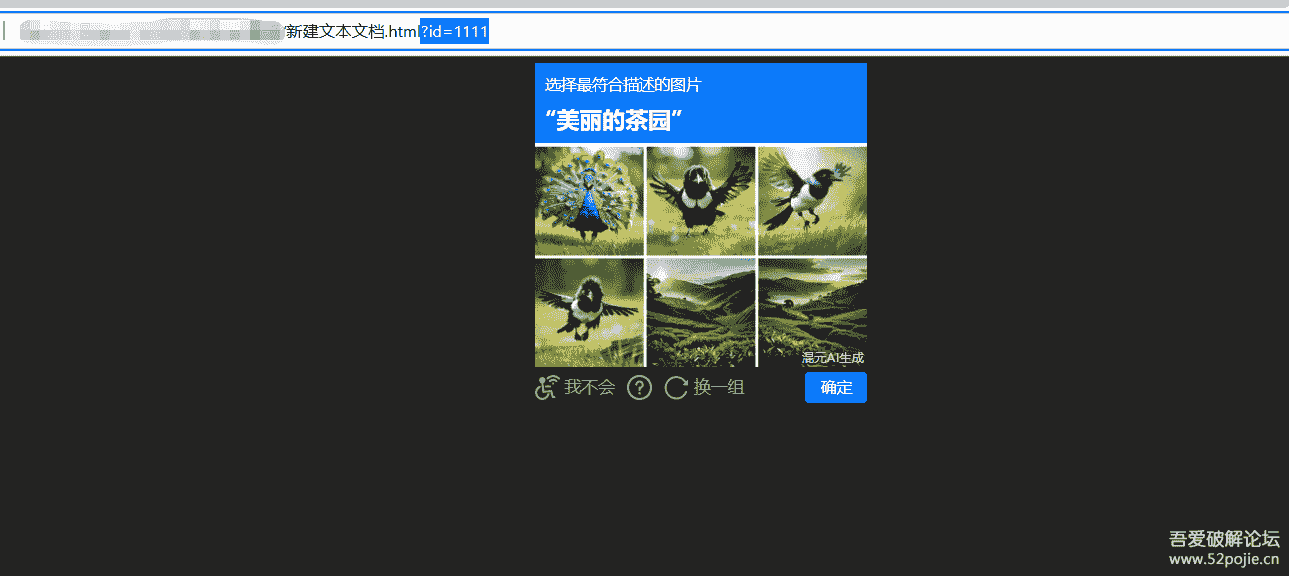 新建文本文档.html?id=1111
选择最符合描述的图片
“美丽的茶园”
混元AI生成
我不会
?
换一组
确定
吾爱破解论坛
www.52pojie.cn